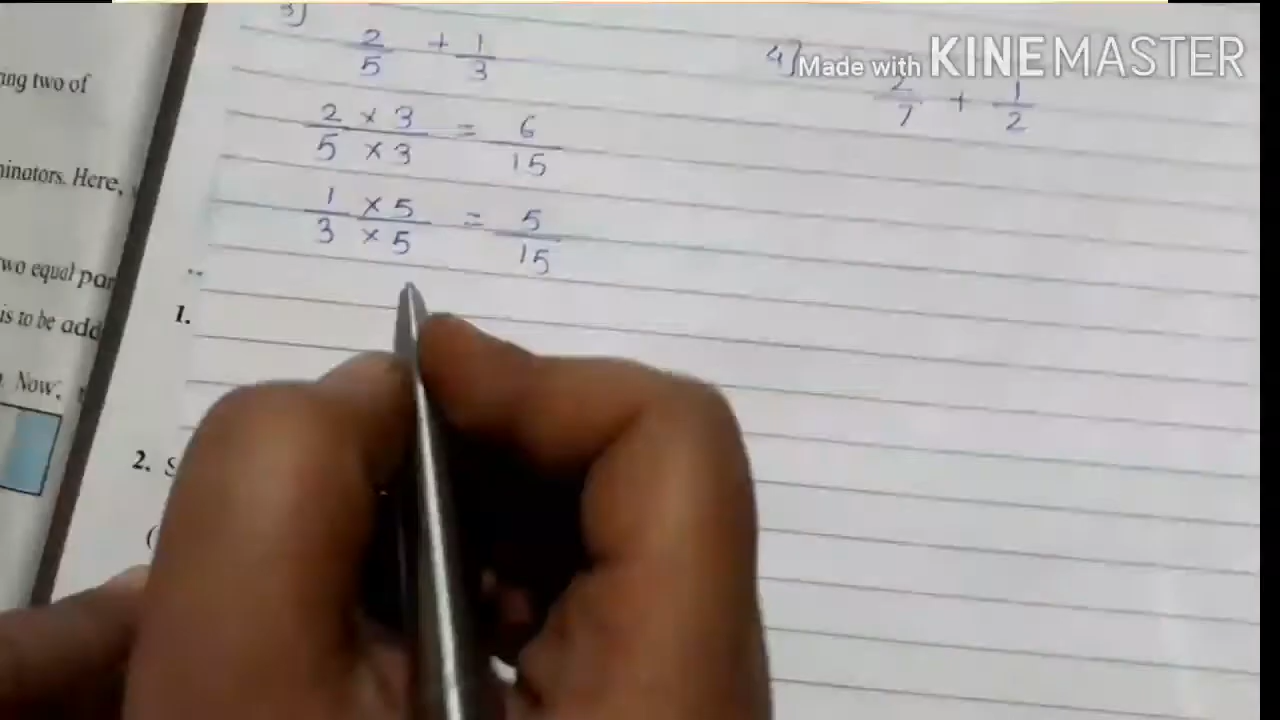 ing two of
inators. Here,
two equal par
is to be add
Now,
3)
2/5 + 1/3
2 × 3 / 5 × 3 = 6/15
1 × 5 / 3 × 5 = 5/15
1.
2. S
(
4)
2/7 + 1/2
Made with KINEMASTER